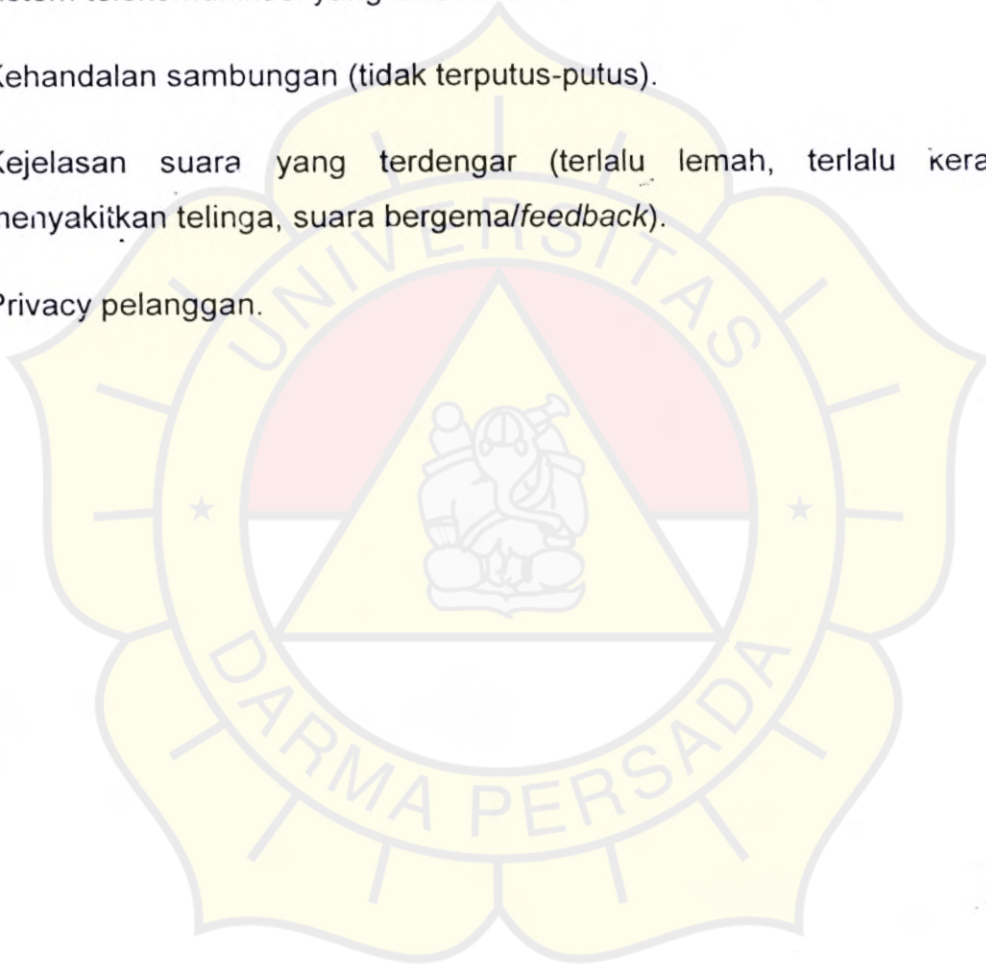 Kehandalan sambungan (tidak terputus-putus).
Kejelasan suara yang terdengar (terlalu lemah, terlalu kera
menyakitkan telinga, suara bergema/feedback).
Privacy pelanggan.
UNIVERSITAS
DARMA PERSADA